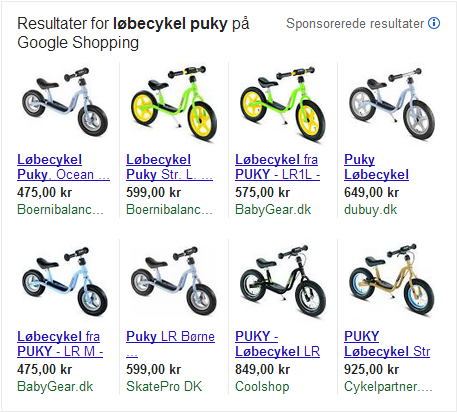 Resultater for løbecykel puky på
Google Shopping
Sponsorerede resultater
Løbecykel
Puky, Ocean ...
475,00 kr
Boernibalanc...
Løbecykel
Puky Str. L. ...
599,00 kr
Boernibalanc...
Løbecykel fra
PUKY - LR1L -
575,00 kr
BabyGear.dk
Puky
Løbecykel
649,00 kr
dubuy.dk
Løbecykel fra
PUKY - LR M -
475,00 kr
BabyGear.dk
Puky LR Børne
...
599,00 kr
SkatePro DK
PUKY -
Løbecykel LR
849,00 kr
Coolshop
PUKY
Løbecykel Str
925,00 kr
Cykelpartner....